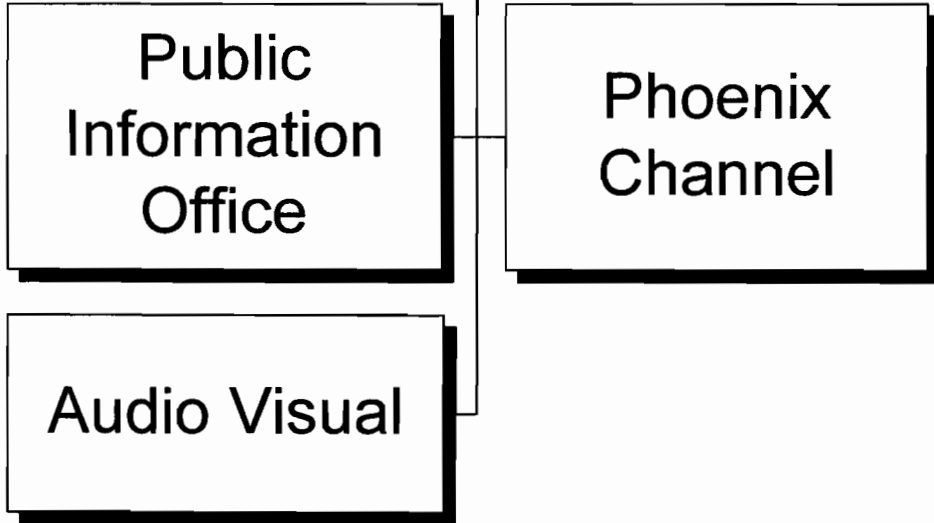 Public
Information
Office
Phoenix
Channel
Audio Visual